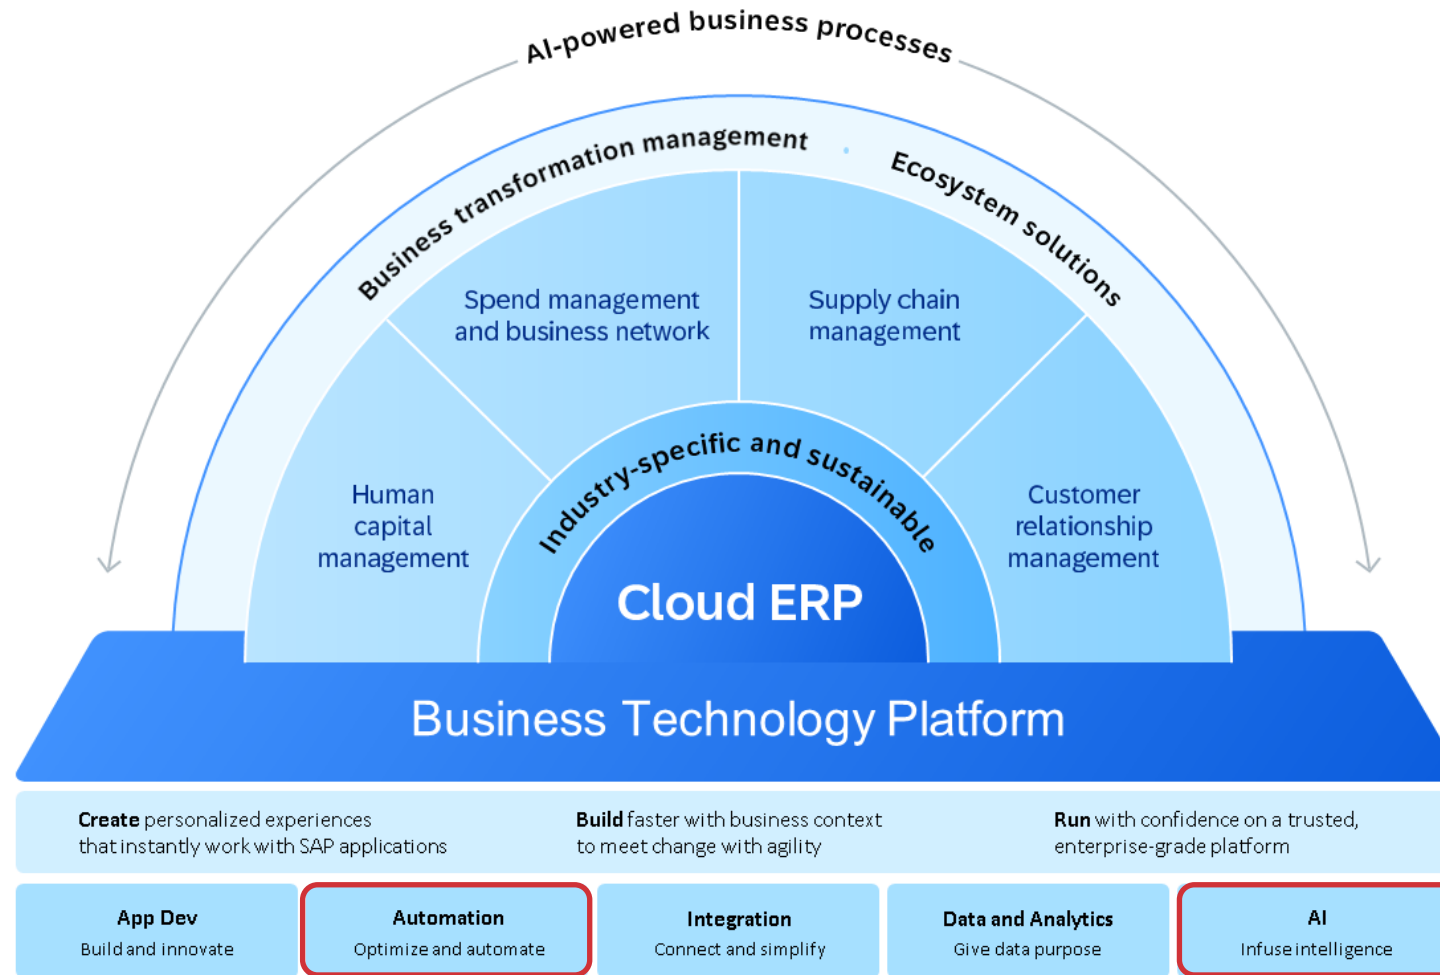 AI-powered business processes
Business transformation management · Ecosystem solutions
Spend management
and business network
Supply chain
management
Human
capital
management
Industry-specific and sustainable
Customer
relationship
management
Cloud ERP
Business Technology Platform
Create personalized experiences
that instantly work with SAP applications
Build faster with business context
to meet change with agility
Run with confidence on a trusted,
enterprise-grade platform
App Dev
Build and innovate
Automation
Optimize and automate
Integration
Connect and simplify
Data and Analytics
Give data purpose
AI
Infuse intelligence